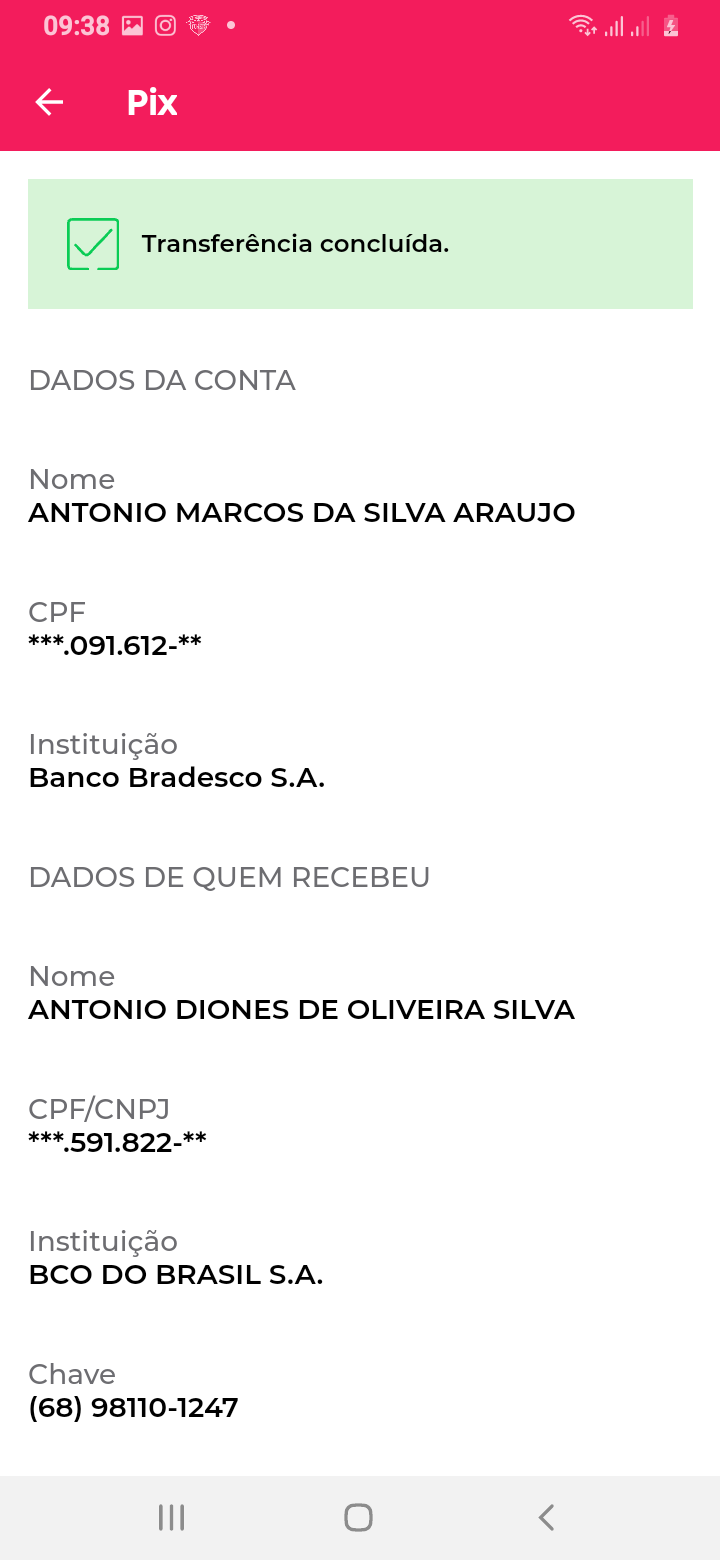 09:38
Pix
Transferência concluída.
DADOS DA CONTA
Nome
ANTONIO MARCOS DA SILVA ARAUJO
CPF
***.091.612-**
Instituição
Banco Bradesco S.A.
DADOS DE QUEM RECEBEU
Nome
ANTONIO DIONES DE OLIVEIRA SILVA
CPF/CNPJ
***.591.822-**
Instituição
BCO DO BRASIL S.A.
Chave
(68) 98110-1247